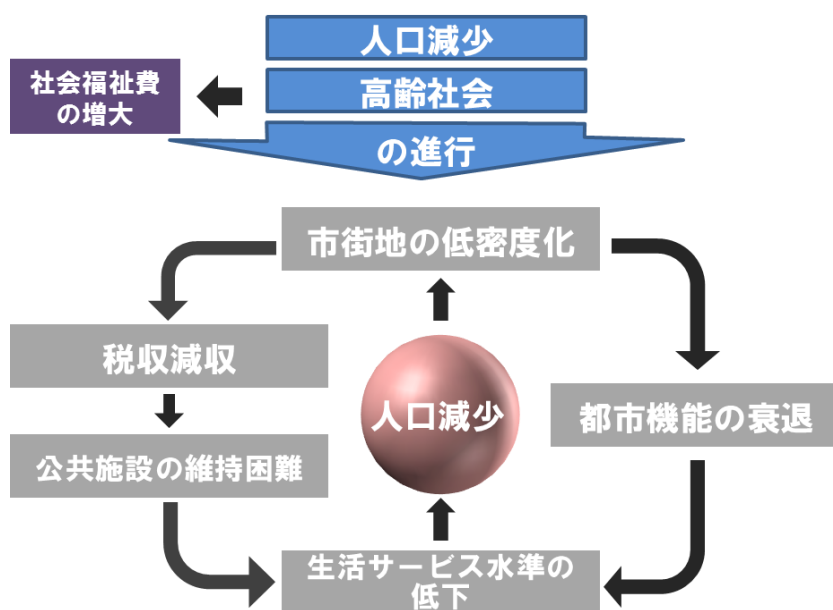 人口減少
社会福祉費
の増大
高齢社会
の進行
市街地の低密度化
税収減収
人口減少
都市機能の衰退
公共施設の維持困難
生活サービス水準の
低下